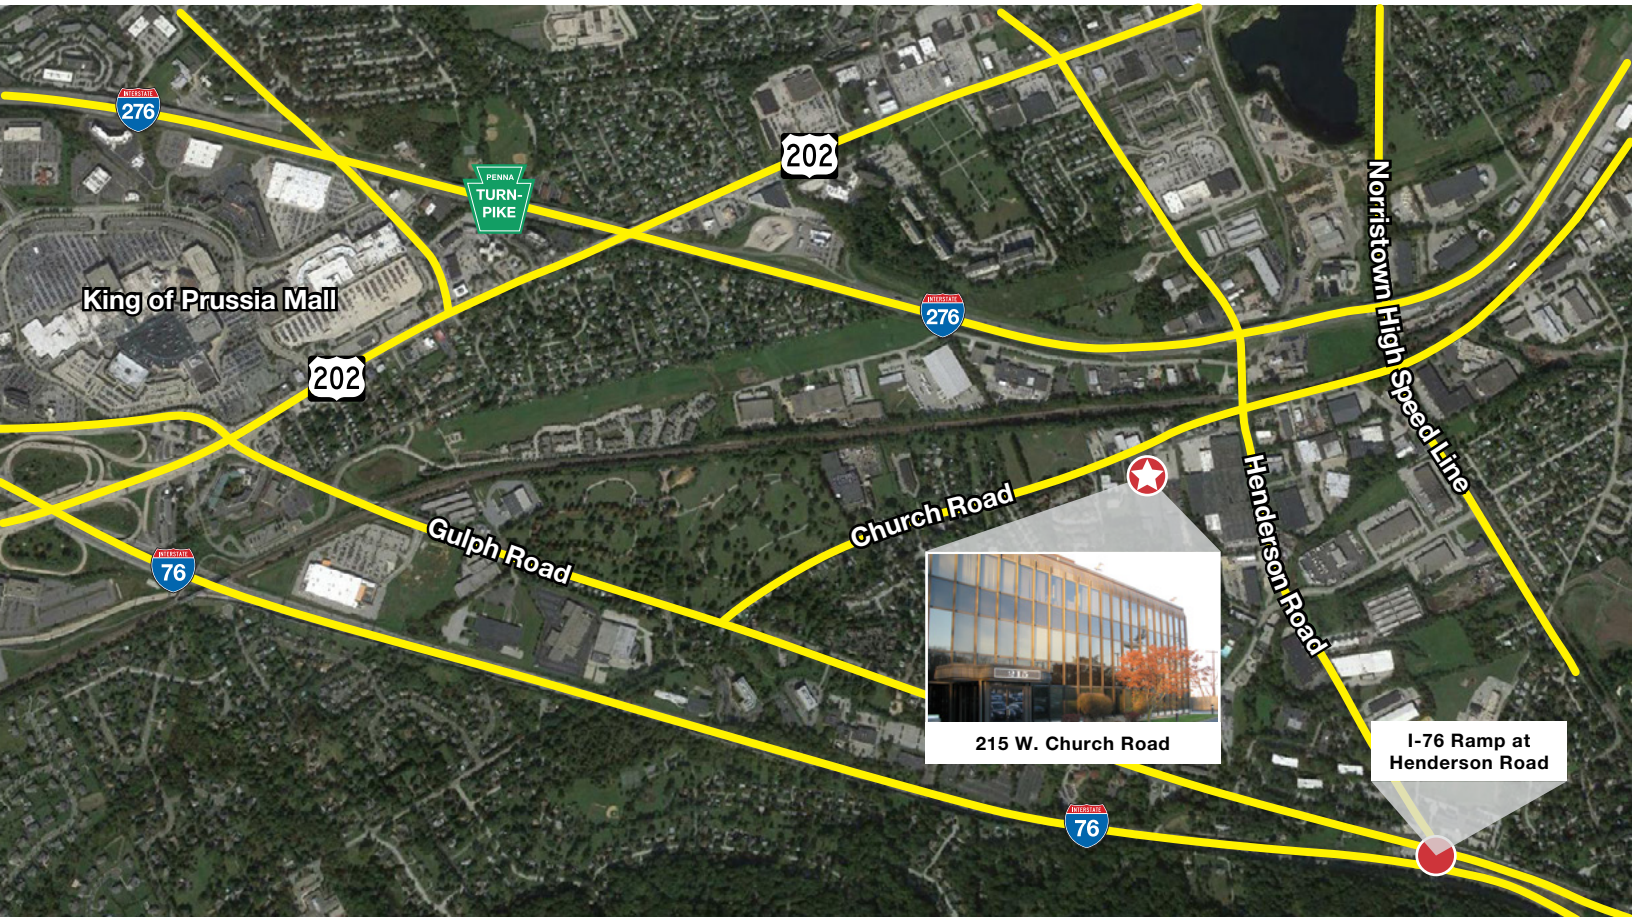 INTERSTATE
276
PENNA
TURN-
PIKE
202
King of Prussia Mall
INTERSTATE
276
202
Norristown High Speed Line
Gulph Road
Church Road
Henderson Road
INTERSTATE
76
215 W. Church Road
I-76 Ramp at
Henderson Road
INTERSTATE
76